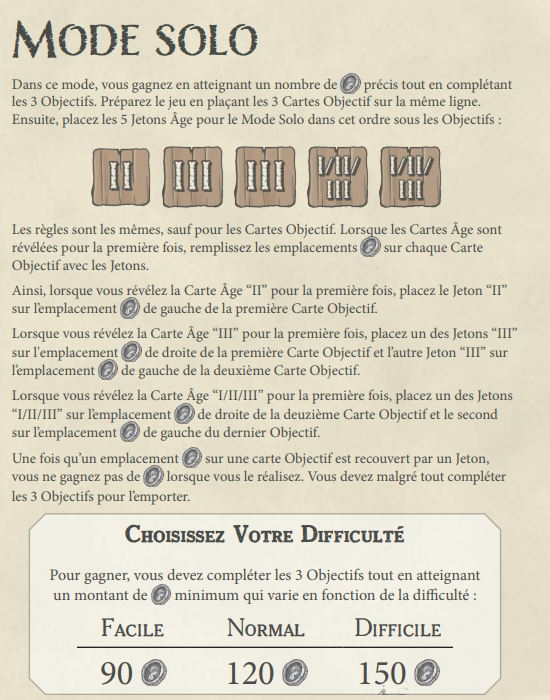 Mode solo
Dans ce mode, vous gagnez en atteignant un nombre de précis tout en complétant
les 3 Objectifs. Préparez le jeu en plaçant les 3 Cartes Objectif sur la même ligne.
Ensuite, placez les 5 Jetons Âge pour le Mode Solo dans cet ordre sous les Objectifs :
II III III I/II/III I/II/III
Les règles sont les mêmes, sauf pour les Cartes Objectif. Lorsque les Cartes Âge sont
révélées pour la première fois, remplissez les emplacements sur chaque Carte
Objectif avec les Jetons.
Ainsi, lorsque vous révélez la Carte Âge “II” pour la première fois, placez le Jeton “II”
sur l’emplacement de gauche de la première Carte Objectif.
Lorsque vous révélez la Carte Âge “III” pour la première fois, placez un des Jetons “III”
sur l'emplacement de droite de la première Carte Objectif et l’autre Jeton “III” sur
l’emplacement de gauche de la deuxième Carte Objectif.
Lorsque vous révélez la Carte Âge “I/II/III” pour la première fois, placez un des Jetons
“I/II/III” sur l’emplacement de droite de la deuzième Carte Objectif et le second
sur l’emplacement de gauche du dernier Objectif.
Une fois qu’un emplacement sur une carte Objectif est recouvert par un Jeton,
vous ne gagnez pas de lorsque vous le réalisez. Vous devez malgré tout compléter
les 3 Objectifs pour l’emporter.
Choisissez Votre Difficulté
Pour gagner, vous devez compléter les 3 Objectifs tout en atteignant
un montant de minimum qui varie en fonction de la difficulté :
Facile Normal Difficile
90 120 150